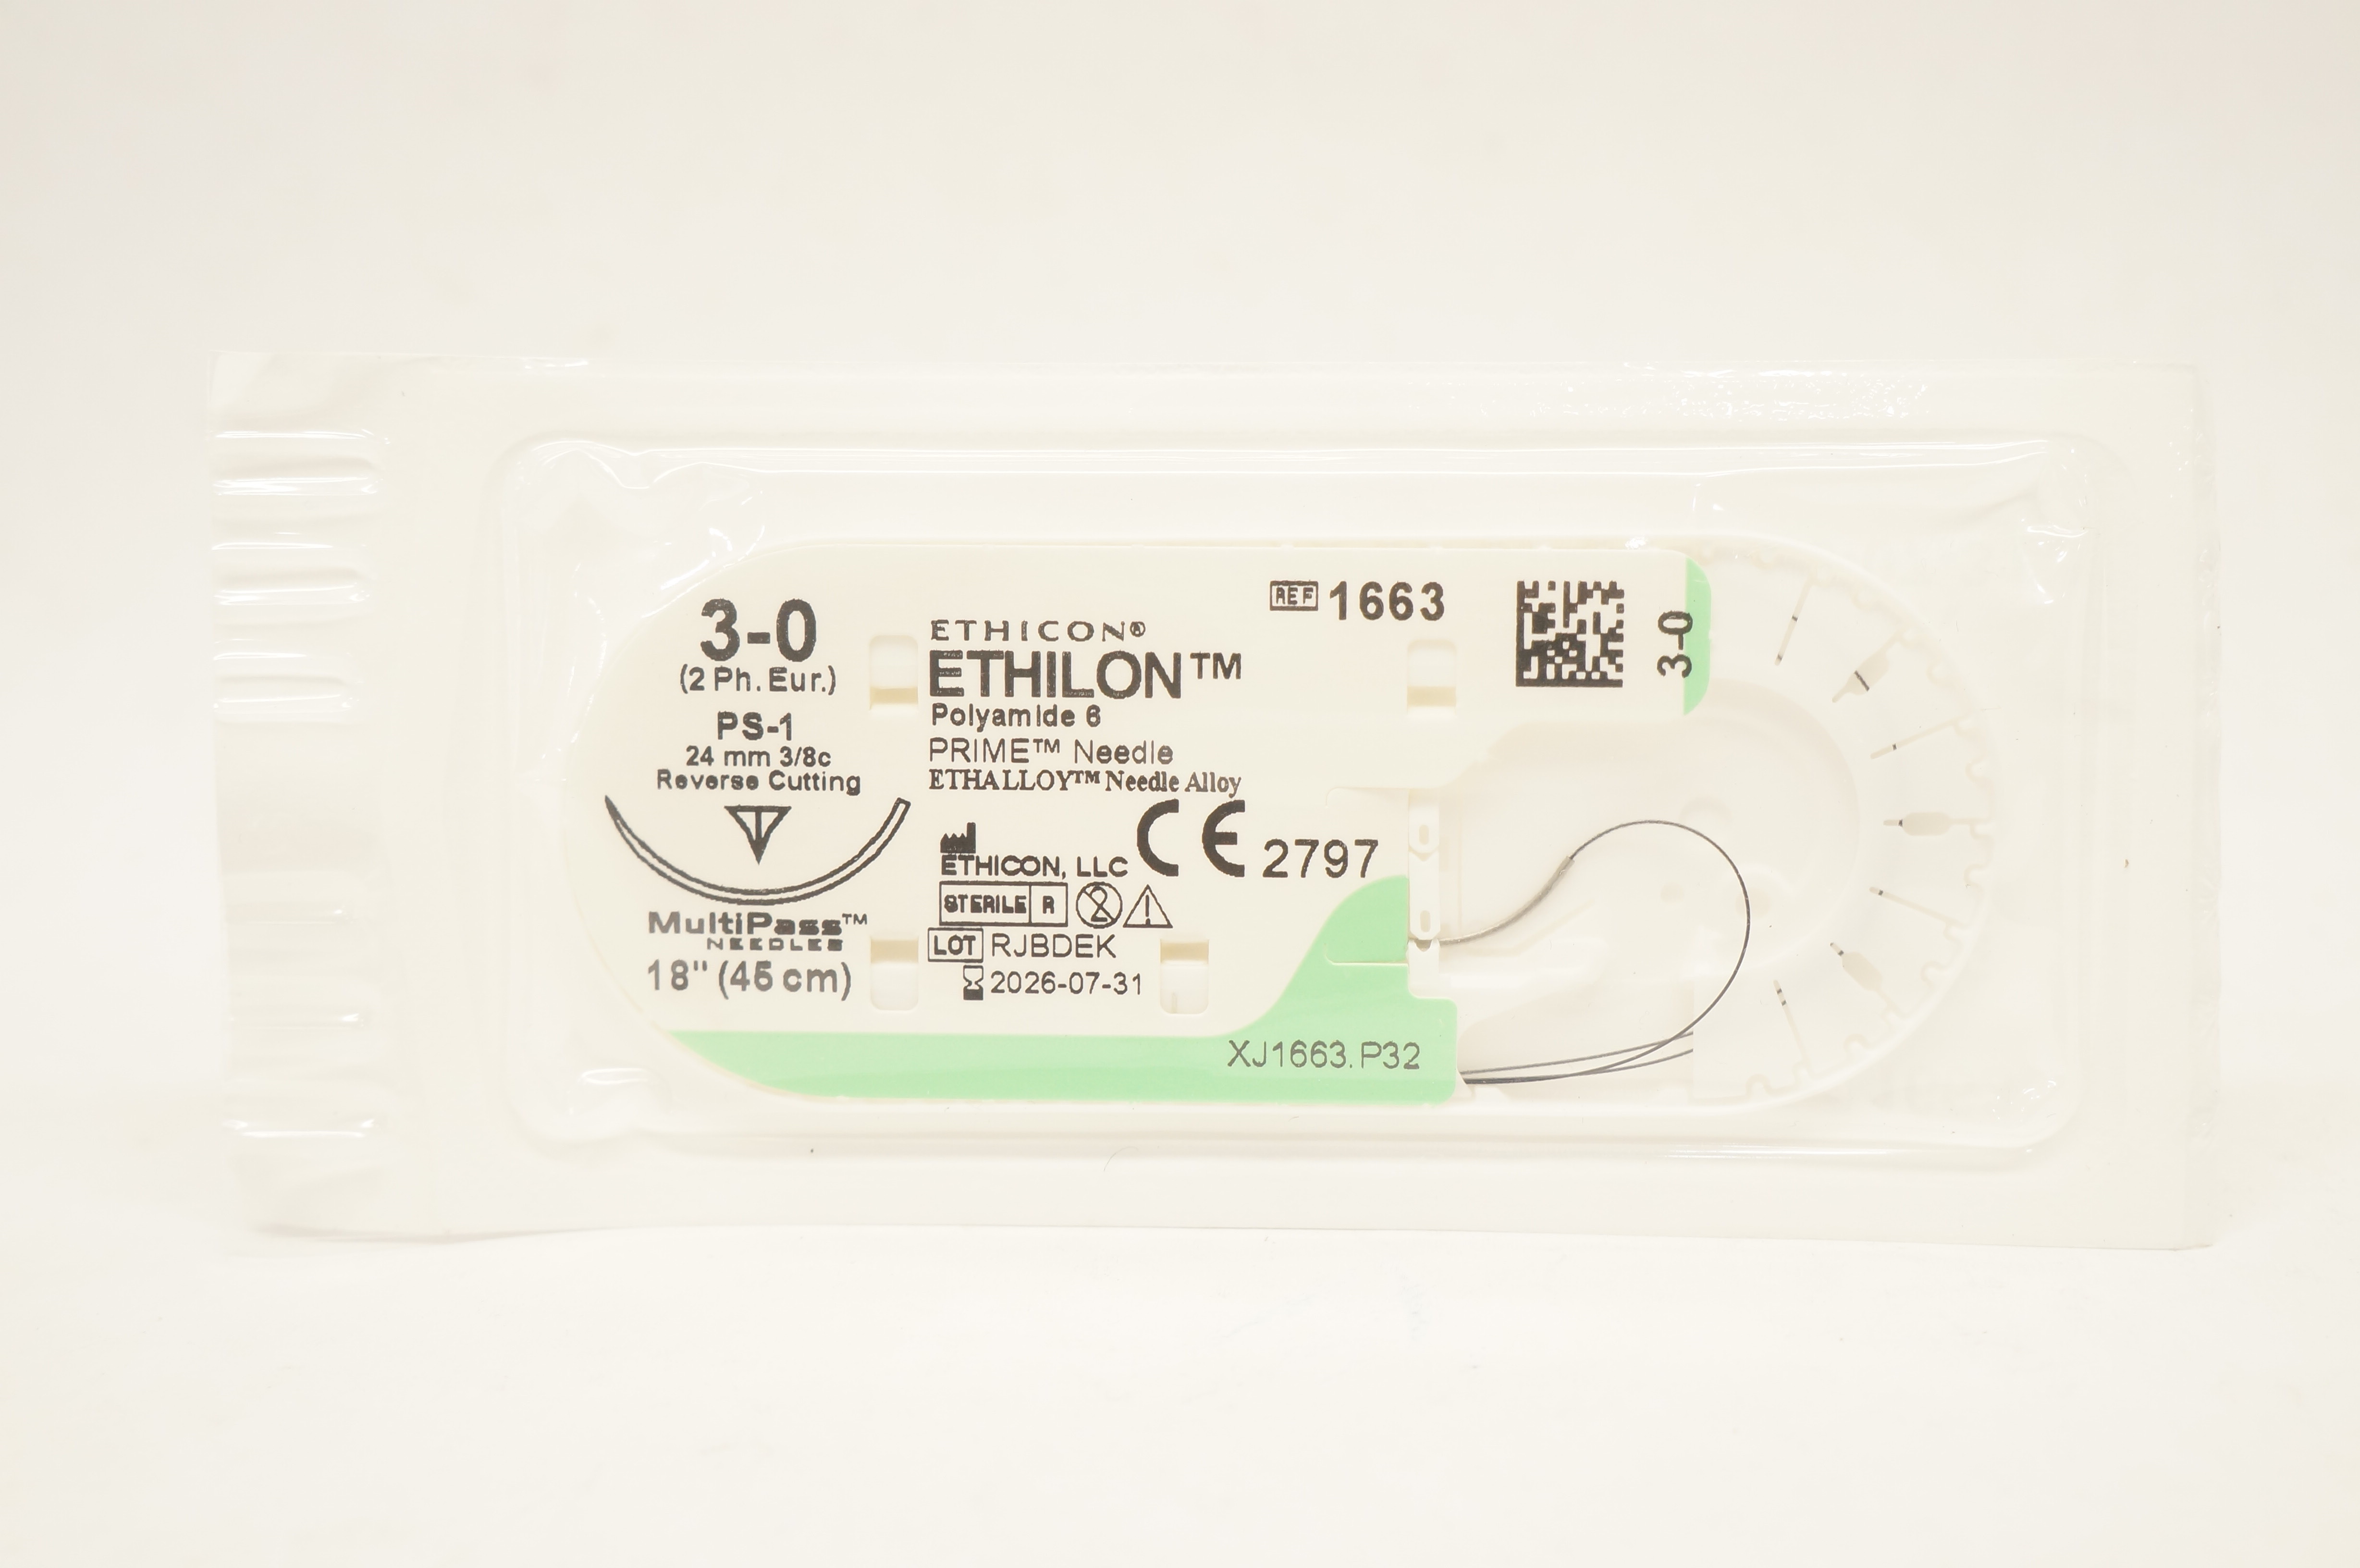 3-0
(2 Ph. Eur.)
PS-1
24 mm 3/8c
Reverse Cutting
MultiPass™
NEEDLES
18" (45 cm)
REF 1663
ETHICON®
ETHILON™
Polyamide 6
PRIME™ Needle
ETHALLOY™ Needle Alloy
ETHICON, LLC CE 2797
STERILE R 2
LOT RJBDEK
2026-07-31
XJ1663.P32
3-0